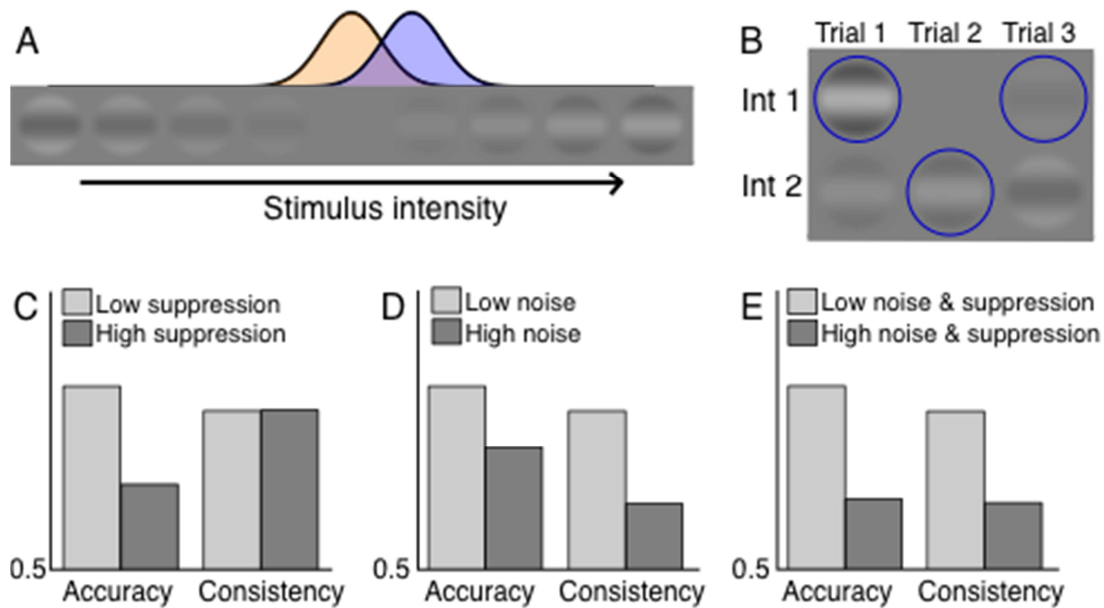 A
Stimulus intensity
B
Trial 1 Trial 2 Trial 3
Int 1
Int 2
C
Low suppression
High suppression
0.5
Accuracy Consistency
D
Low noise
High noise
0.5
Accuracy Consistency
E
Low noise & suppression
High noise & suppression
0.5
Accuracy Consistency